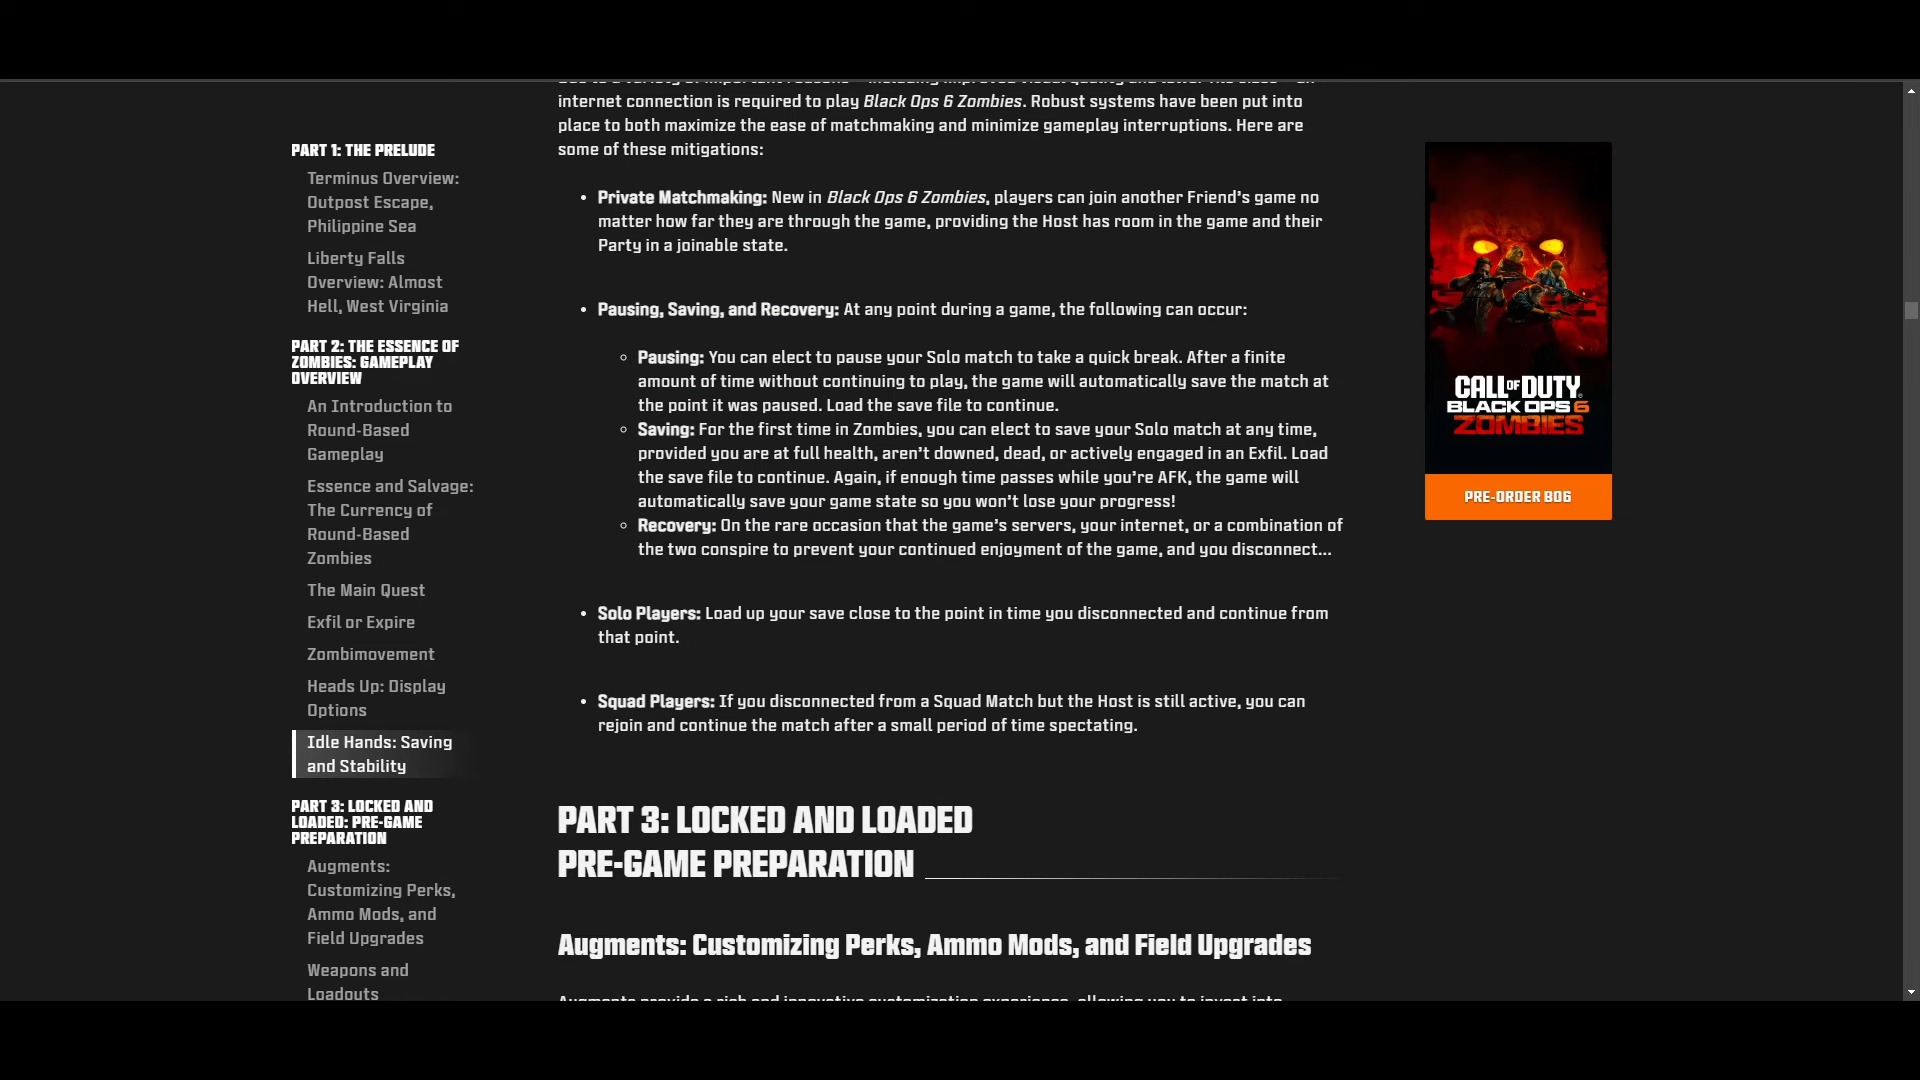 PART 1: THE PRELUDE
Terminus Overview:
Outpost Escape,
Philippine Sea
Liberty Falls
Overview: Almost
Hell, West Virginia
PART 2: THE ESSENCE OF
ZOMBIES: GAMEPLAY
OVERVIEW
An Introduction to
Round-Based
Gameplay
Essence and Salvage:
The Currency of
Round-Based
Zombies
The Main Quest
Exfil or Expire
Zombimovement
Heads Up: Display
Options
Idle Hands: Saving
and Stability
PART 3: LOCKED AND
LOADED: PRE-GAME
PREPARATION
Augments:
Customizing Perks,
Ammo Mods, and
Field Upgrades
Weapons and
Loadouts
internet connection is required to play Black Ops 6 Zombies. Robust systems have been put into
place to both maximize the ease of matchmaking and minimize gameplay interruptions. Here are
some of these mitigations:
• Private Matchmaking: New in Black Ops 6 Zombies, players can join another Friend’s game no
matter how far they are through the game, providing the Host has room in the game and their
Party in a joinable state.
• Pausing, Saving, and Recovery: At any point during a game, the following can occur:
◦ Pausing: You can elect to pause your Solo match to take a quick break. After a finite
amount of time without continuing to play, the game will automatically save the match at
the point it was paused. Load the save file to continue.
◦ Saving: For the first time in Zombies, you can elect to save your Solo match at any time,
provided you are at full health, aren’t downed, dead, or actively engaged in an Exfil. Load
the save file to continue. Again, if enough time passes while you’re AFK, the game will
automatically save your game state so you won’t lose your progress!
◦ Recovery: On the rare occasion that the game’s servers, your internet, or a combination of
the two conspire to prevent your continued enjoyment of the game, and you disconnect…
• Solo Players: Load up your save close to the point in time you disconnected and continue from
that point.
• Squad Players: If you disconnected from a Squad Match but the Host is still active, you can
rejoin and continue the match after a small period of time spectating.
PART 3: LOCKED AND LOADED
PRE-GAME PREPARATION
Augments: Customizing Perks, Ammo Mods, and Field Upgrades
Augments provide a rich and innovative customization experience, allowing you to invest into
CALL OF DUTY
BLACK OPS 6
ZOMBIES
PRE-ORDER BO6